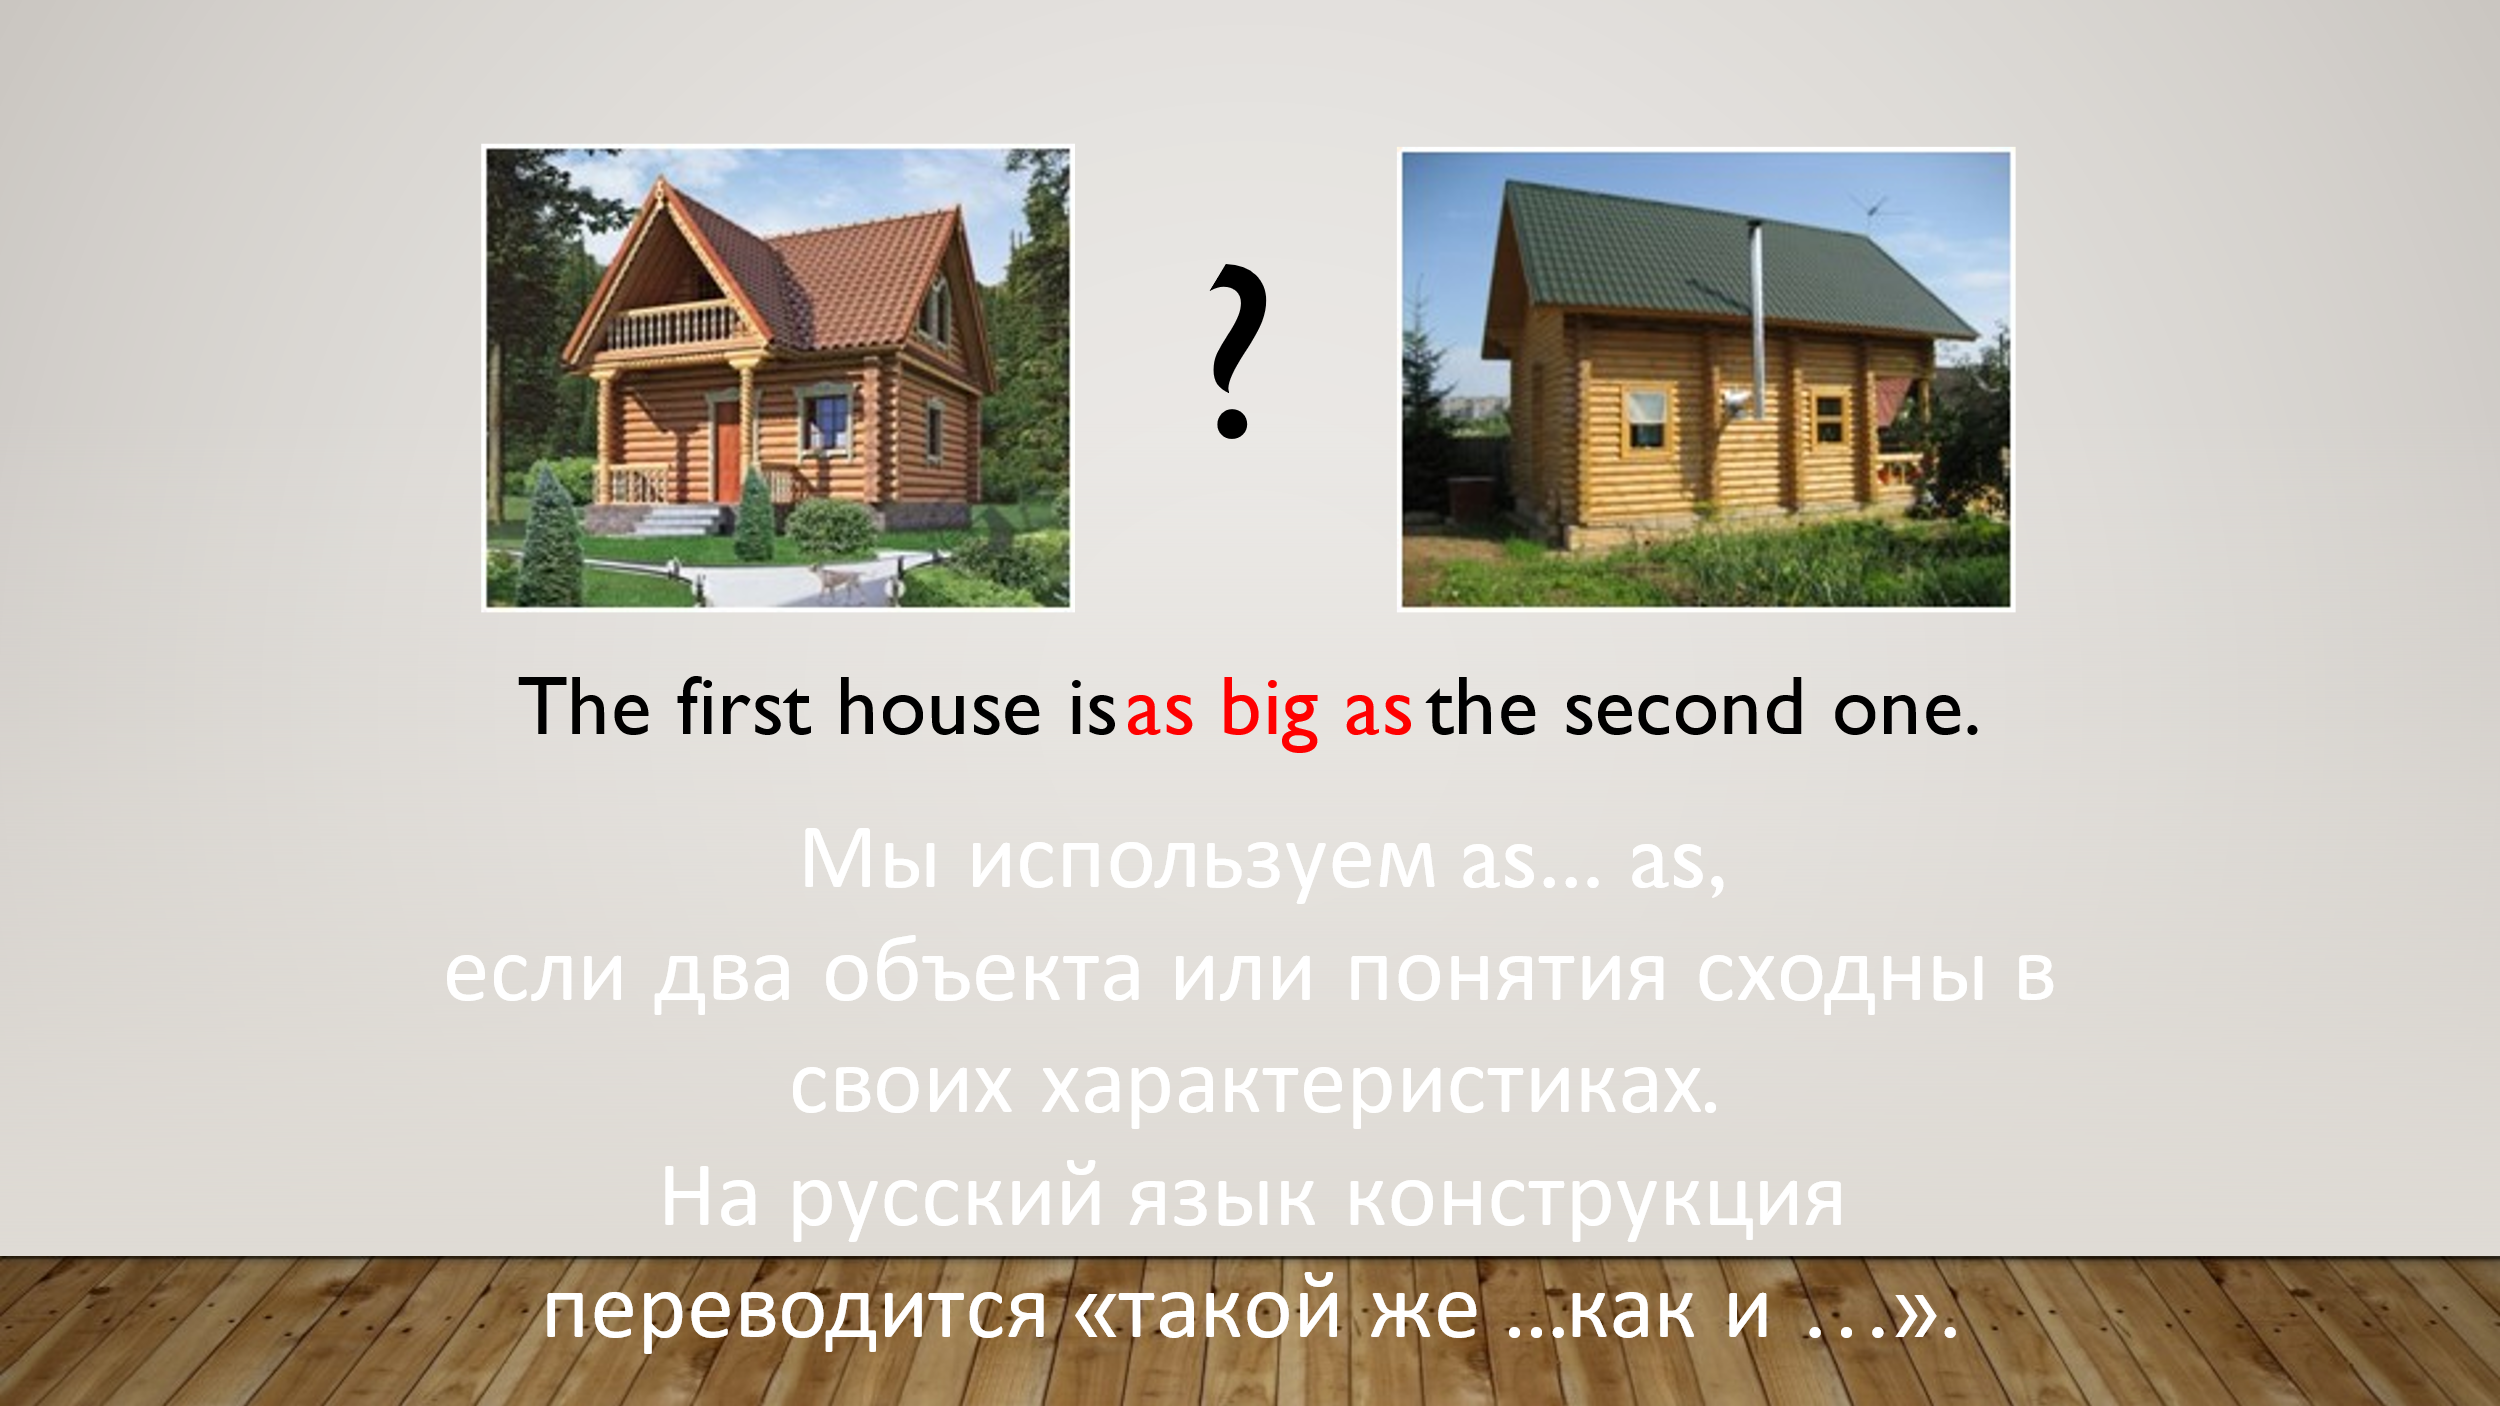 ?
The first house is as big as the second one.
Мы используем as... as,
если два объекта или понятия сходны в
своих характеристиках.
На русский язык конструкция
переводится «такой же ...как и …».